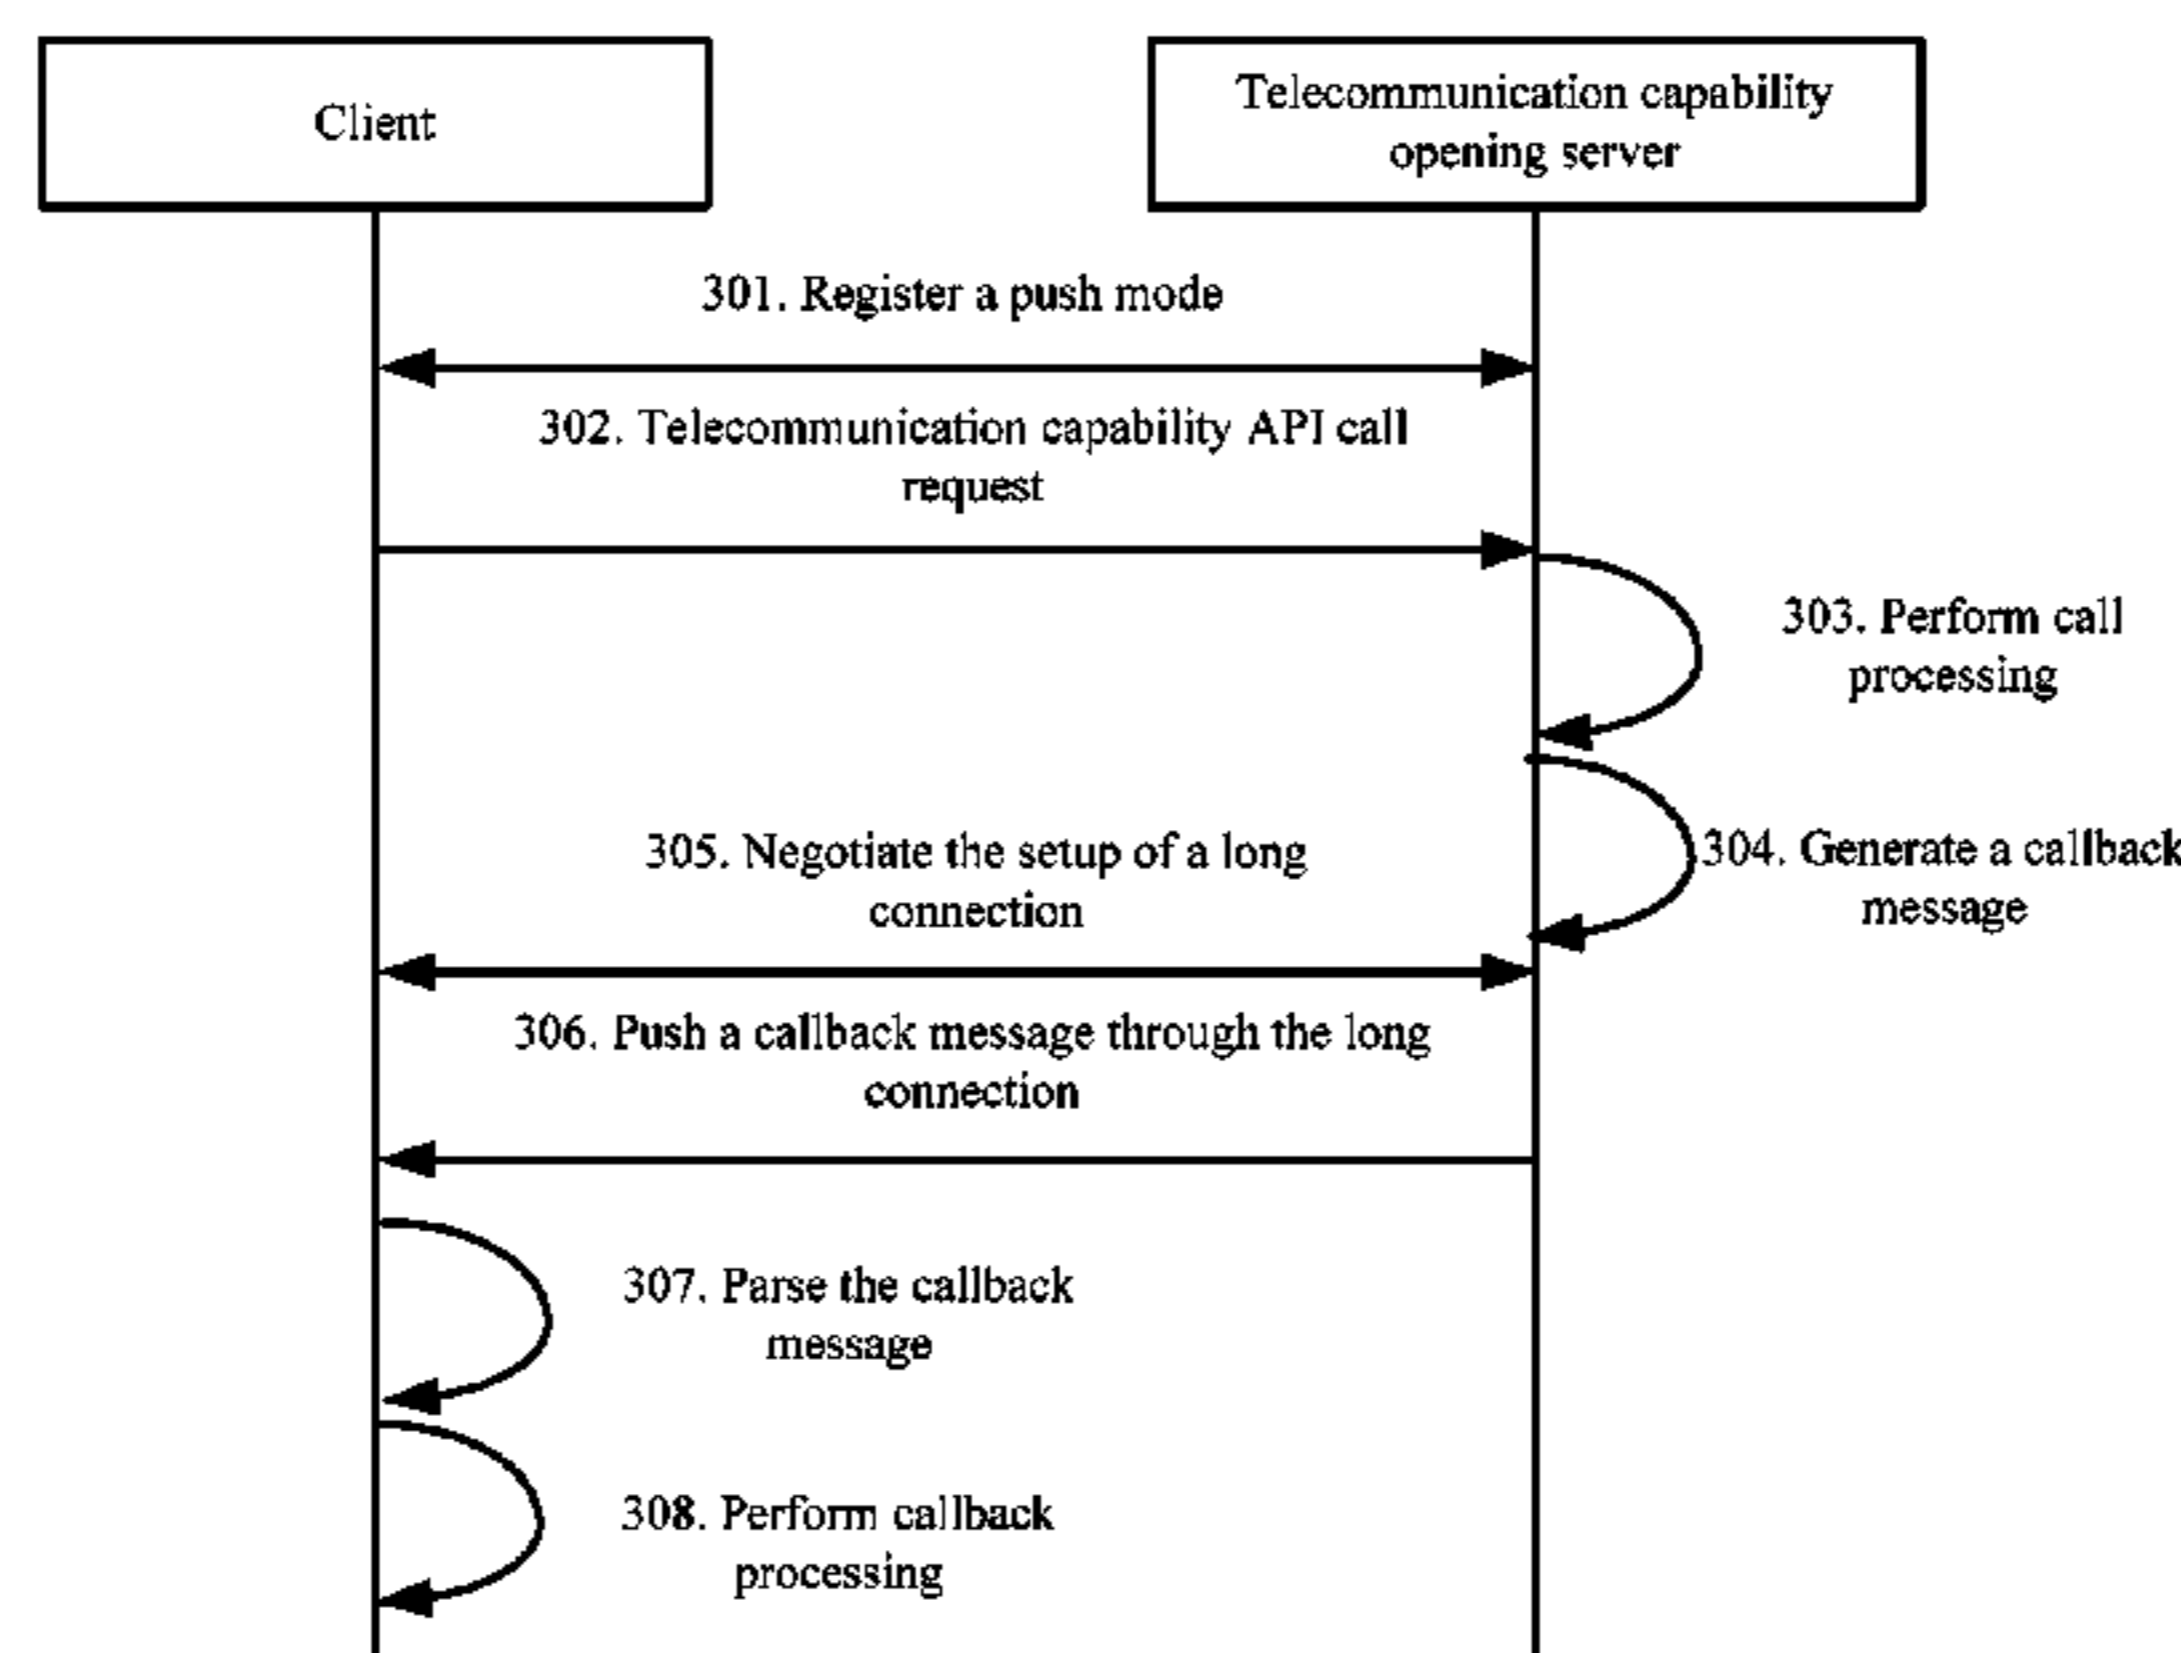 Client
Telecommunication capability
opening server
301. Register a push mode
302. Telecommunication capability API call
request
303. Perform call
processing
304. Generate a callback
message
305. Negotiate the setup of a long
connection
306. Push a callback message through the long
connection
307. Parse the callback
message
308. Perform callback
processing